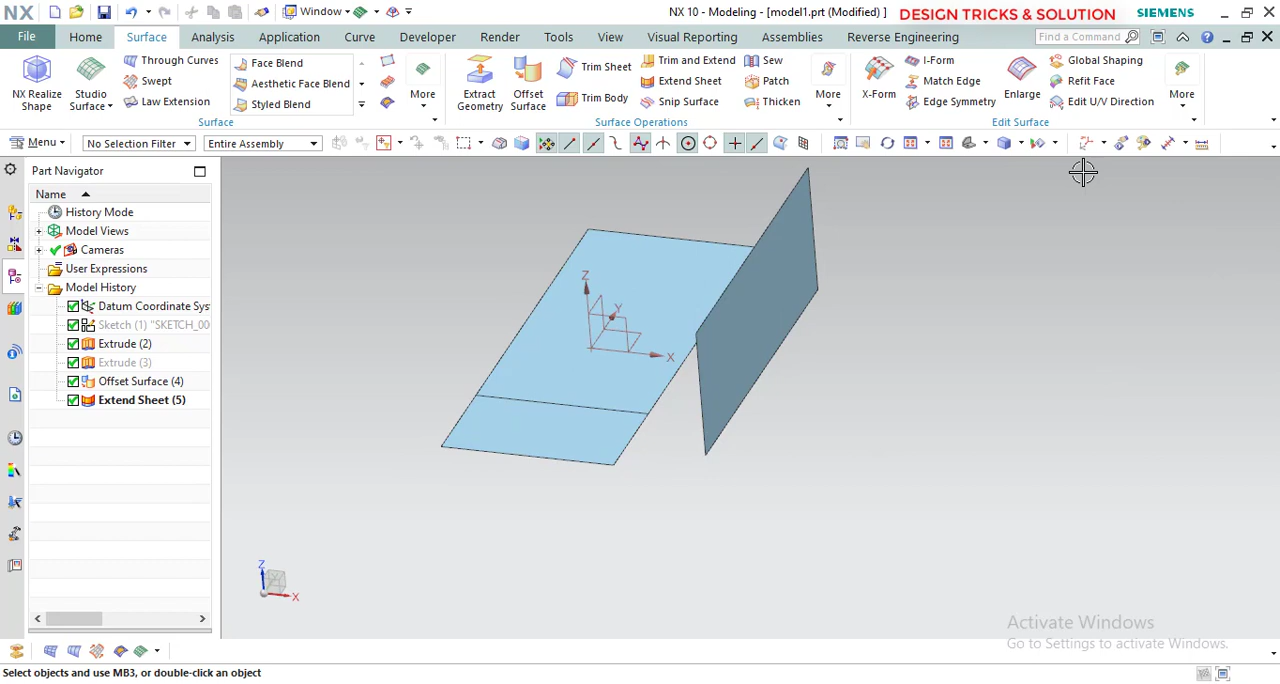 NX
Window
NX 10 - Modeling - [model1.prt (Modified) ]
DESIGN TRICKS & SOLUTION
SIEMENS
File
Home
Surface
Analysis
Application
Curve
Developer
Render
Tools
View
Visual Reporting
Assemblies
Reverse Engineering
Find a Command
NX Realize Shape
Studio Surface
Through Curves
Swept
Law Extension
Face Blend
Aesthetic Face Blend
Styled Blend
More
Surface
Extract Geometry
Offset Surface
Trim Sheet
Trim Body
Trim and Extend
Extend Sheet
Snip Surface
Sew
Patch
Thicken
More
Surface Operations
X-Form
I-Form
Match Edge
Edge Symmetry
Enlarge
Global Shaping
Refit Face
Edit U/V Direction
More
Edit Surface
Menu
No Selection Filter
Entire Assembly
Part Navigator
Name
History Mode
Model Views
Cameras
User Expressions
Model History
Datum Coordinate Sys
Sketch (1) "SKETCH_00
Extrude (2)
Extrude (3)
Offset Surface (4)
Extend Sheet (5)
Z
Y
X
Z
X
Activate Windows
Go to Settings to activate Windows.
Select objects and use MB3, or double-click an object